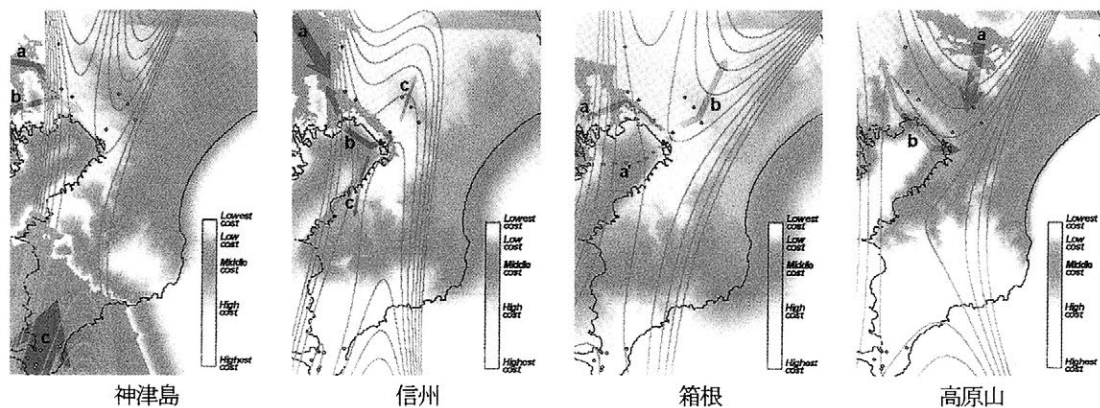 a
b
c
Lowest cost
Low cost
Middle cost
High cost
Highest cost
神津島
a
b
c
c
Lowest cost
Low cost
Middle cost
High cost
Highest cost
信州
a
b
a'
Lowest cost
Low cost
Middle cost
High cost
Highest cost
箱根
a
b
Lowest cost
Low cost
Middle cost
High cost
Highest cost
高原山